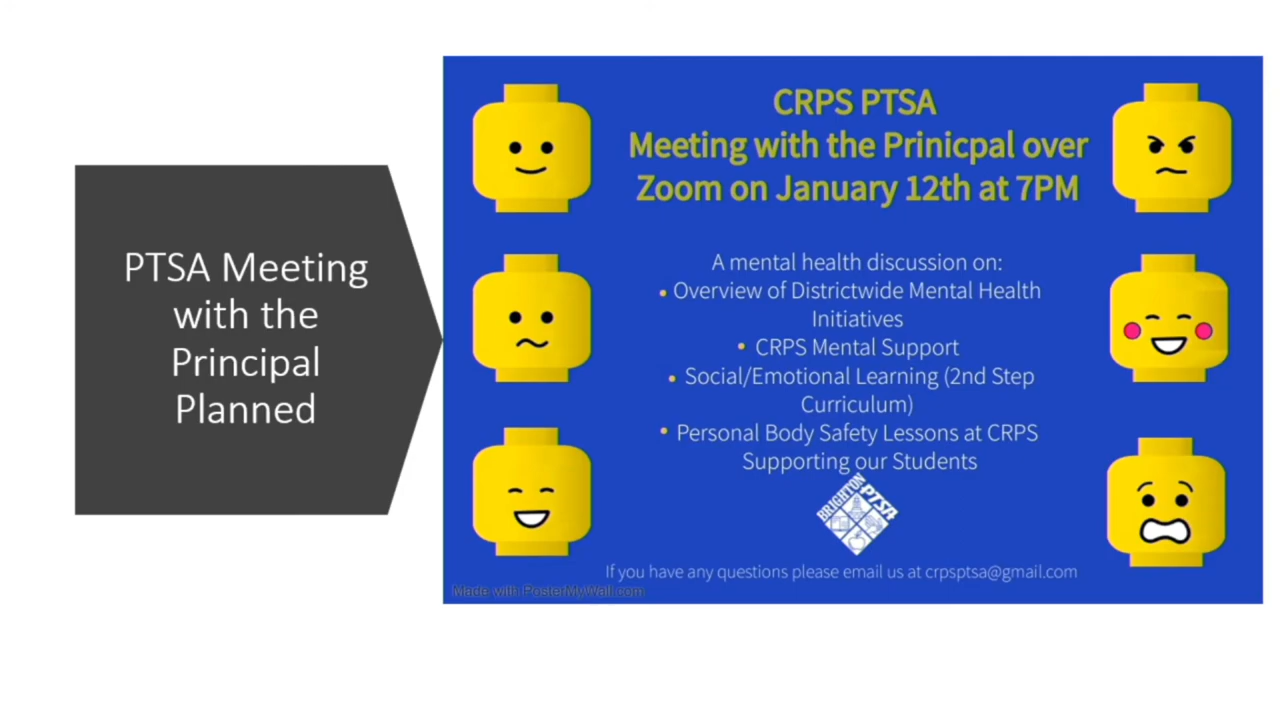 PTSA Meeting
with the
Principal
Planned
CRPS PTSA
Meeting with the Prinicpal over
Zoom on January 12th at 7PM
A mental health discussion on:
• Overview of Districtwide Mental Health
Initiatives
• CRPS Mental Support
• Social/Emotional Learning (2nd Step
Curriculum)
• Personal Body Safety Lessons at CRPS
Supporting our Students
BRIGHTON PTSA
If you have any questions please email us at crpsptsa@gmail.com
Made with PosterMyWall.com